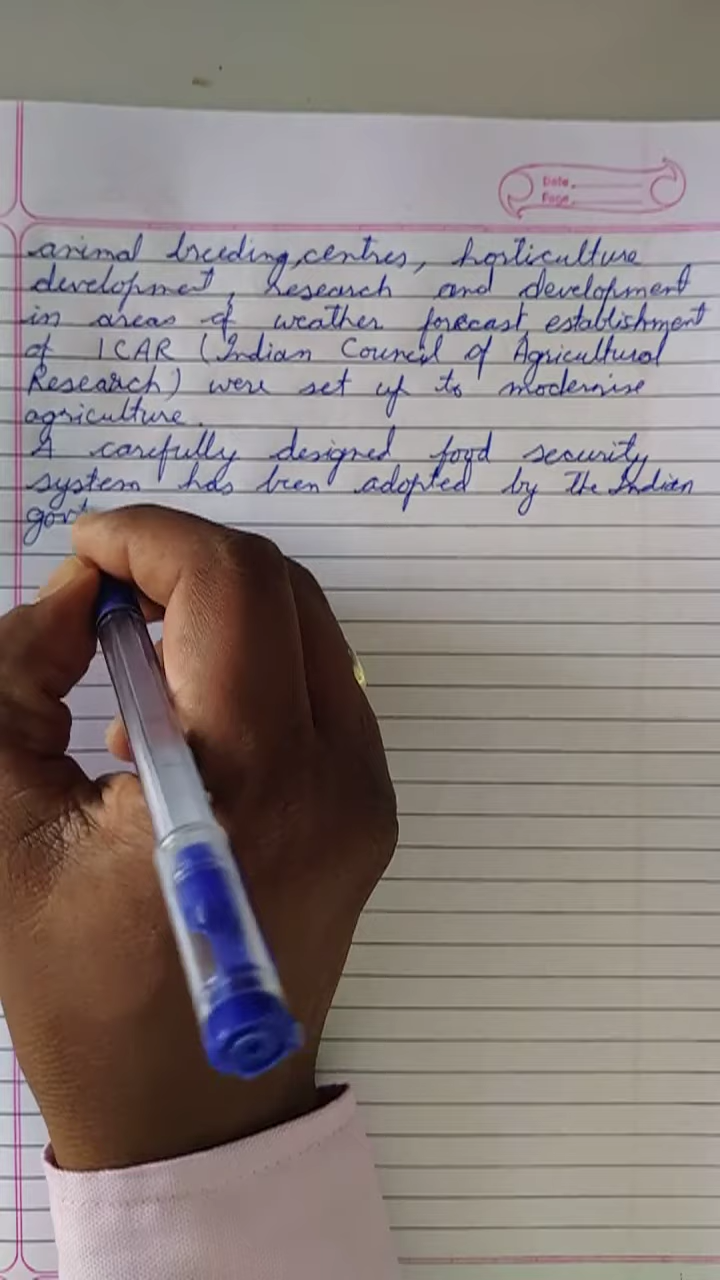 Date.
Page
animal breeding, centres, horticulture
developmet, research and development
in areas of weather forecast, establishment
of ICAR (Indian Council of Agricultural
Research) were set up to modernise
agriculture.
A carefully designed food security
system has been adopted by the Indian
govt